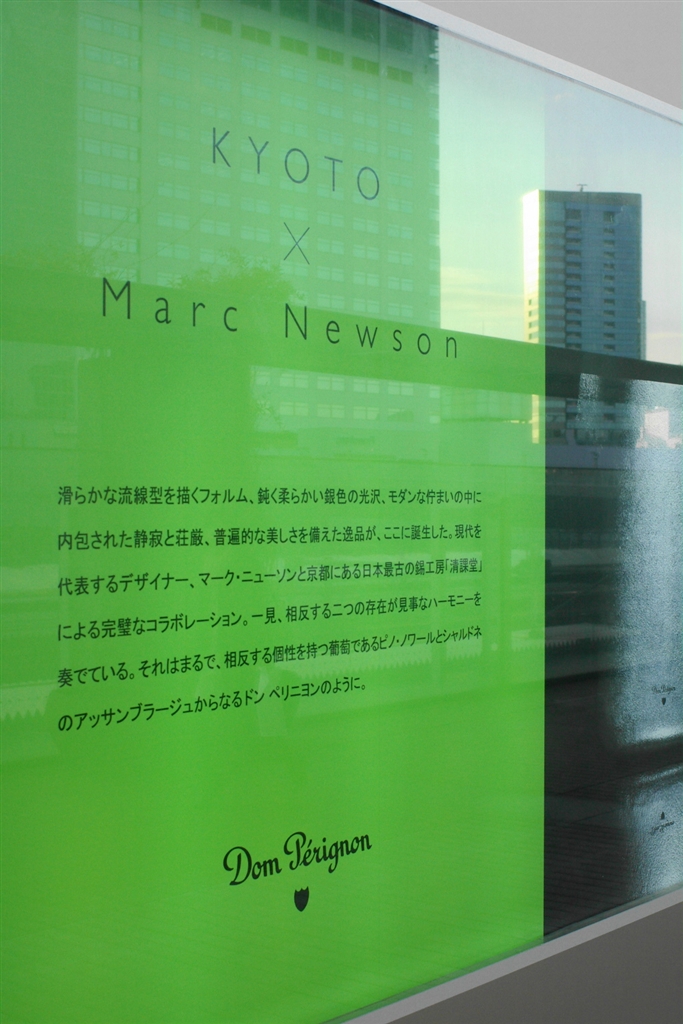 KYOTO
×
Marc Newson
滑らかな流線型を描くフォルム、鈍く柔らかい銀色の光沢、モダンな佇まいの中に
内包された静寂と荘厳、普遍的な美しさを備えた逸品が、ここに誕生した。現代を
代表するデザイナー、マーク・ニューソンと京都にある日本最古の錫工房「清課堂」
による完璧なコラボレーション。一見、相反する二つの存在が見事なハーモニーを
奏でている。それはまるで、相反する個性を持つ葡萄であるピノ・ノワールとシャルドネ
のアッサンブラージュからなるドン ペリニヨンのように。
Dom Pérignon
Dom Pérignon